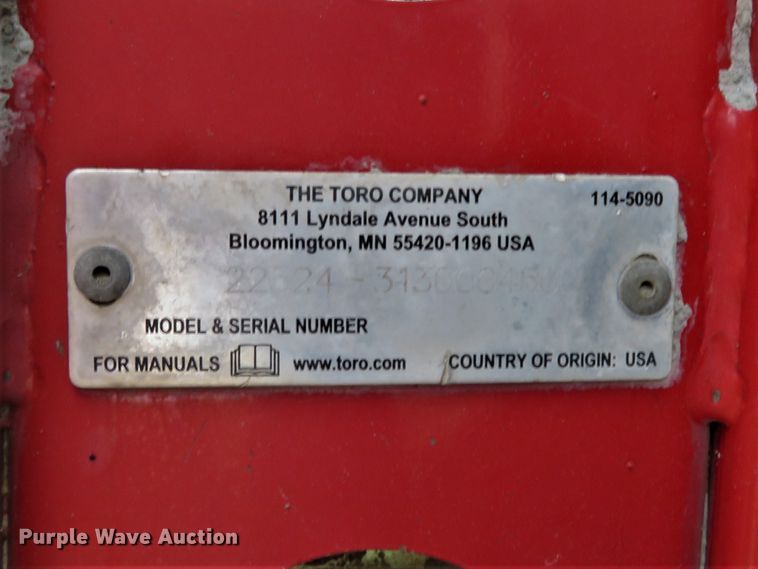 THE TORO COMPANY 114-5090
8111 Lyndale Avenue South
Bloomington, MN 55420-1196 USA
MODEL & SERIAL NUMBER
FOR MANUALS www.toro.com COUNTRY OF ORIGIN: USA
Purple Wave Auction